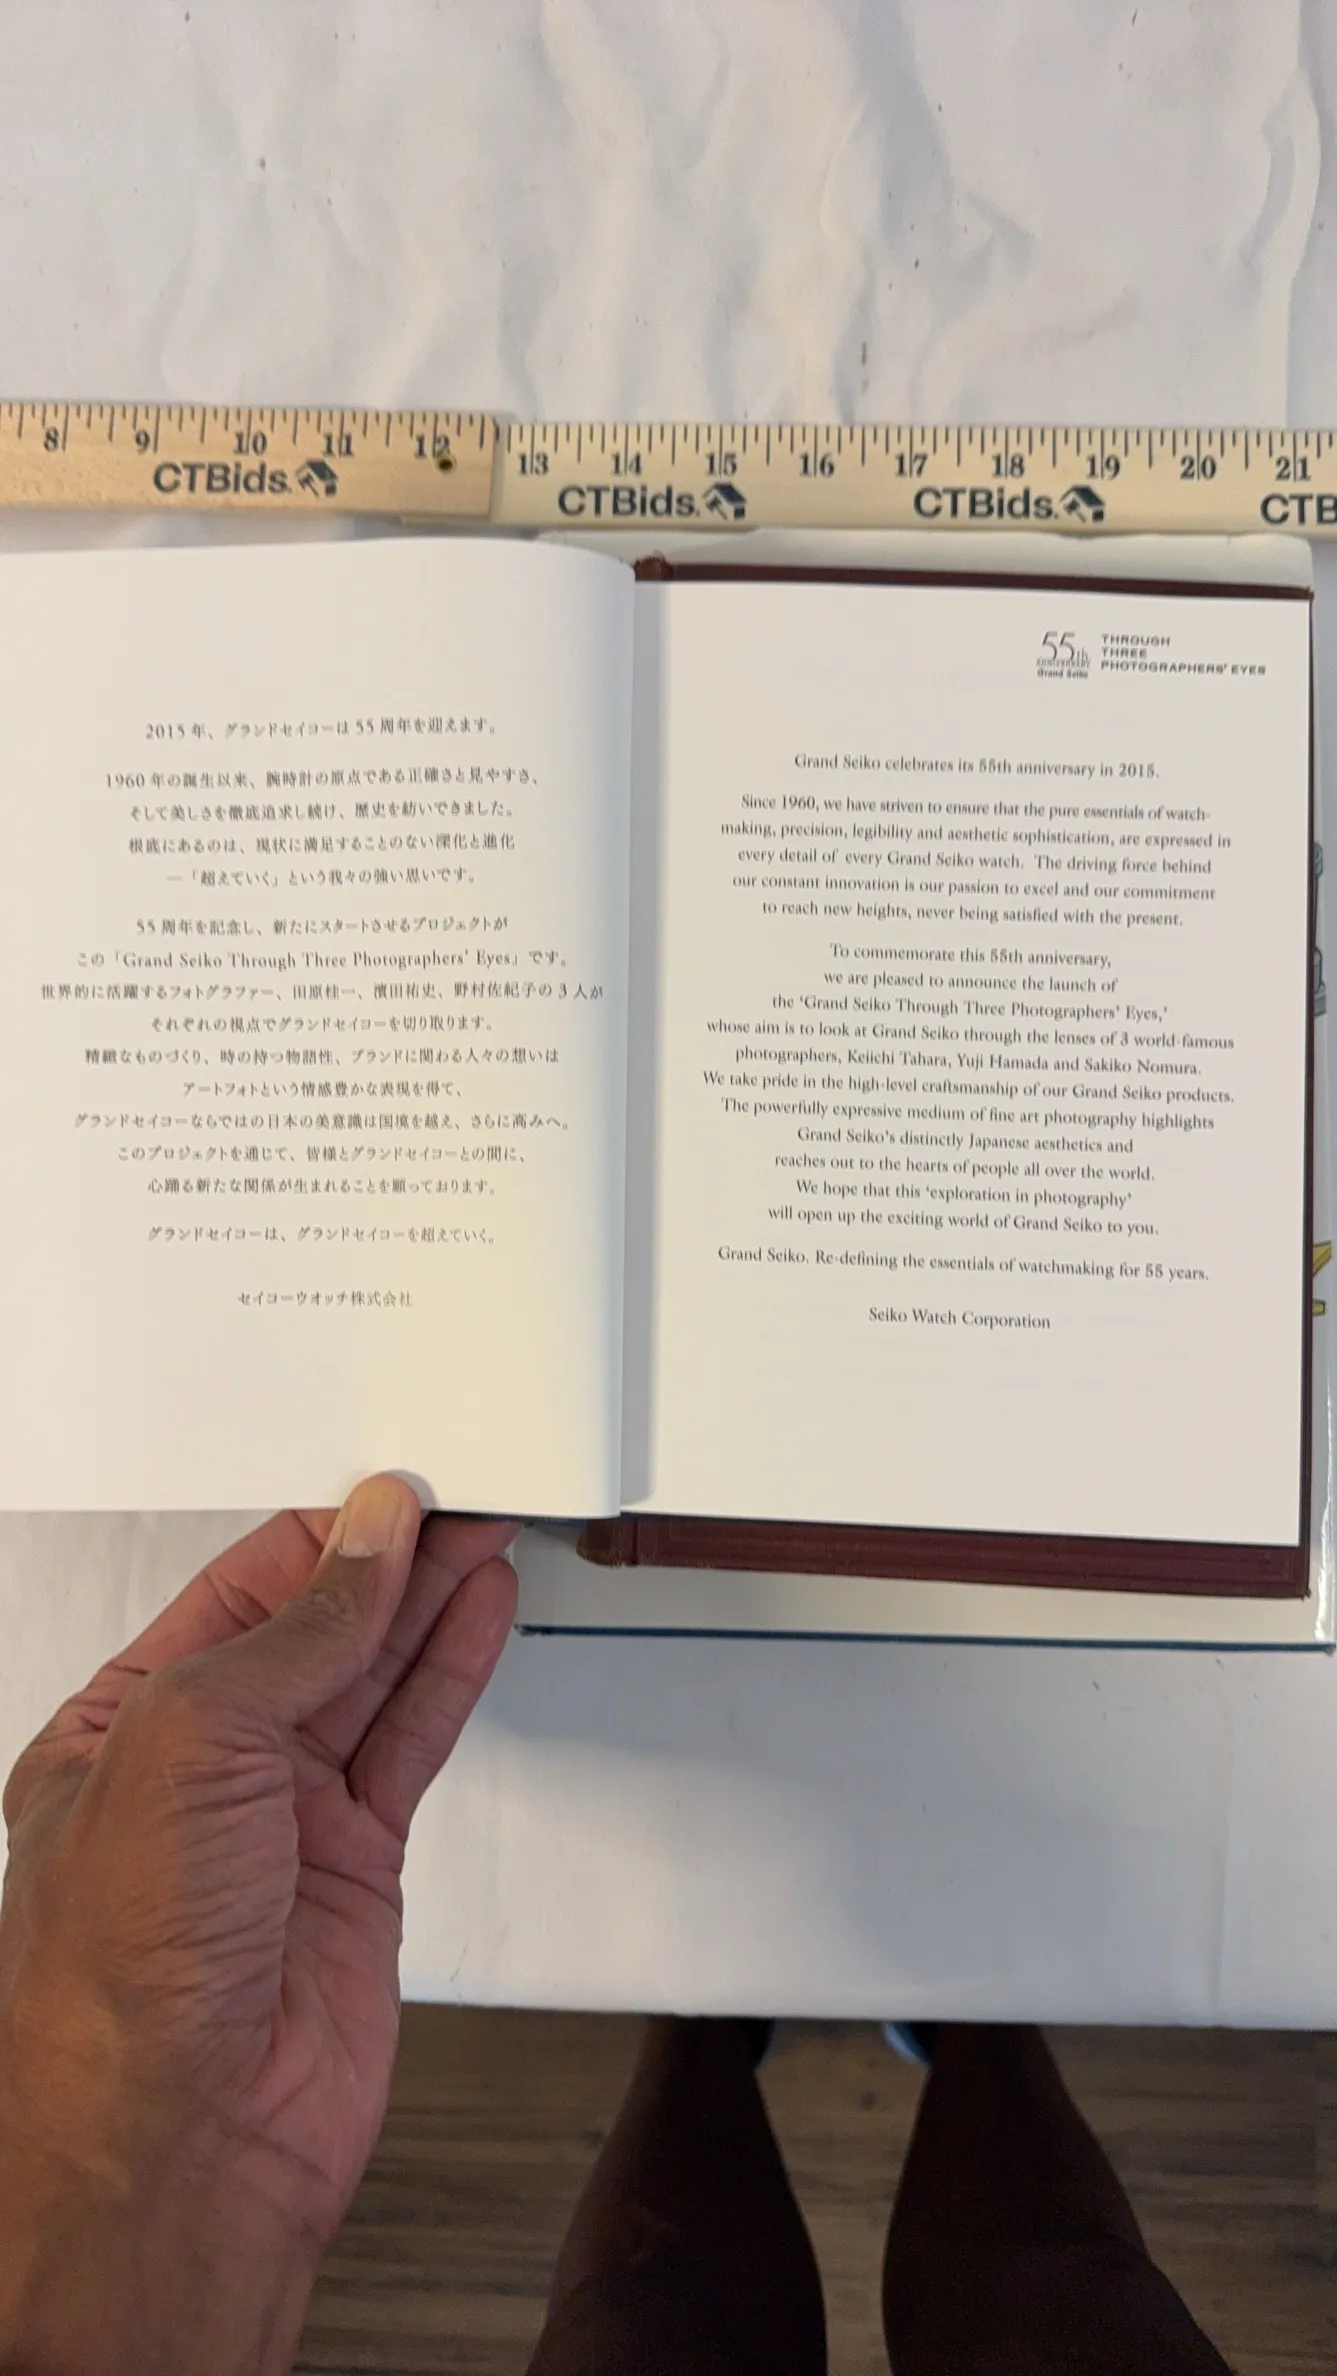 8 9 10 11 12
CTBids.
13 14 15 16 17 18 19 20 21
CTBids. CTBids. CTB
2015 年、グランドセイコーは 55 周年を迎えます。
1960 年の誕生以来、腕時計の原点である正確さと見やすさ、
そして美しさを徹底追求し続け、歴史を紡いできました。
根底にあるのは、現状に満足することのない深化と進化
―「超えていく」という我々の強い思いです。
55 周年を記念し、新たにスタートさせるプロジェクトが
この「Grand Seiko Through Three Photographers' Eyes」です。
世界的に活躍するフォトグラファー、田原桂一、濱田祐史、野村佐紀子の 3 人が
それぞれの視点でグランドセイコーを切り取ります。
精緻なものづくり、時の持つ物語性、ブランドに関わる人々の想いは
アートフォトという情感豊かな表現を得て、
グランドセイコーならではの日本の美意識は国境を越え、さらに高みへ。
このプロジェクトを通じて、皆様とグランドセイコーとの間に、
心踊る新たな関係が生まれることを願っております。
グランドセイコーは、グランドセイコーを超えていく。
セイコーウオッチ株式会社
55th
ANNIVERSARY
Grand Seiko
THROUGH
THREE
PHOTOGRAPHERS' EYES
Grand Seiko celebrates its 55th anniversary in 2015.
Since 1960, we have striven to ensure that the pure essentials of watch-
making, precision, legibility and aesthetic sophistication, are expressed in
every detail of every Grand Seiko watch. The driving force behind
our constant innovation is our passion to excel and our commitment
to reach new heights, never being satisfied with the present.
To commemorate this 55th anniversary,
we are pleased to announce the launch of
the 'Grand Seiko Through Three Photographers' Eyes,'
whose aim is to look at Grand Seiko through the lenses of 3 world-famous
photographers, Keiichi Tahara, Yuji Hamada and Sakiko Nomura.
We take pride in the high-level craftsmanship of our Grand Seiko products.
The powerfully expressive medium of fine art photography highlights
Grand Seiko's distinctly Japanese aesthetics and
reaches out to the hearts of people all over the world.
We hope that this 'exploration in photography'
will open up the exciting world of Grand Seiko to you.
Grand Seiko. Re-defining the essentials of watchmaking for 55 years.
Seiko Watch Corporation